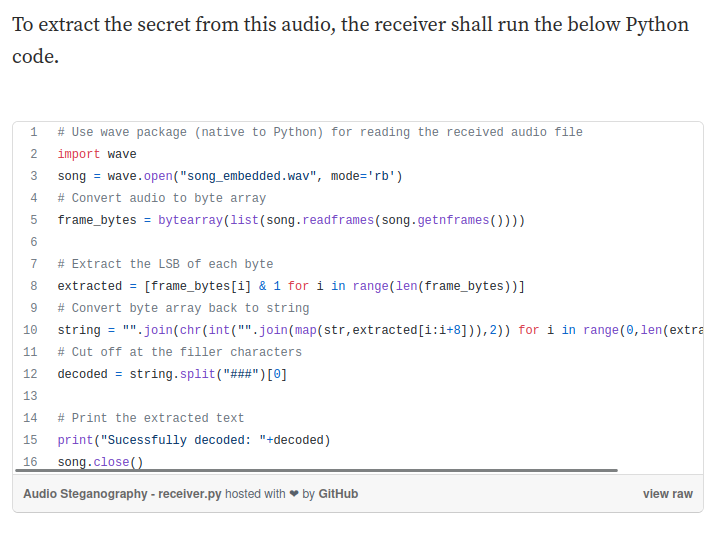 To extract the secret from this audio, the receiver shall run the below Python
code.
1 # Use wave package (native to Python) for reading the received audio file
2 import wave
3 song = wave.open("song_embedded.wav", mode='rb')
4 # Convert audio to byte array
5 frame_bytes = bytearray(list(song.readframes(song.getnframes())))
6
7 # Extract the LSB of each byte
8 extracted = [frame_bytes[i] & 1 for i in range(len(frame_bytes))]
9 # Convert byte array back to string
10 string = "".join(chr(int("".join(map(str,extracted[i:i+8])),2)) for i in range(0,len(extra
11 # Cut off at the filler characters
12 decoded = string.split("###")[0]
13
14 # Print the extracted text
15 print("Sucessfully decoded: "+decoded)
16 song.close()
Audio Steganography - receiver.py hosted with ❤ by GitHub view raw